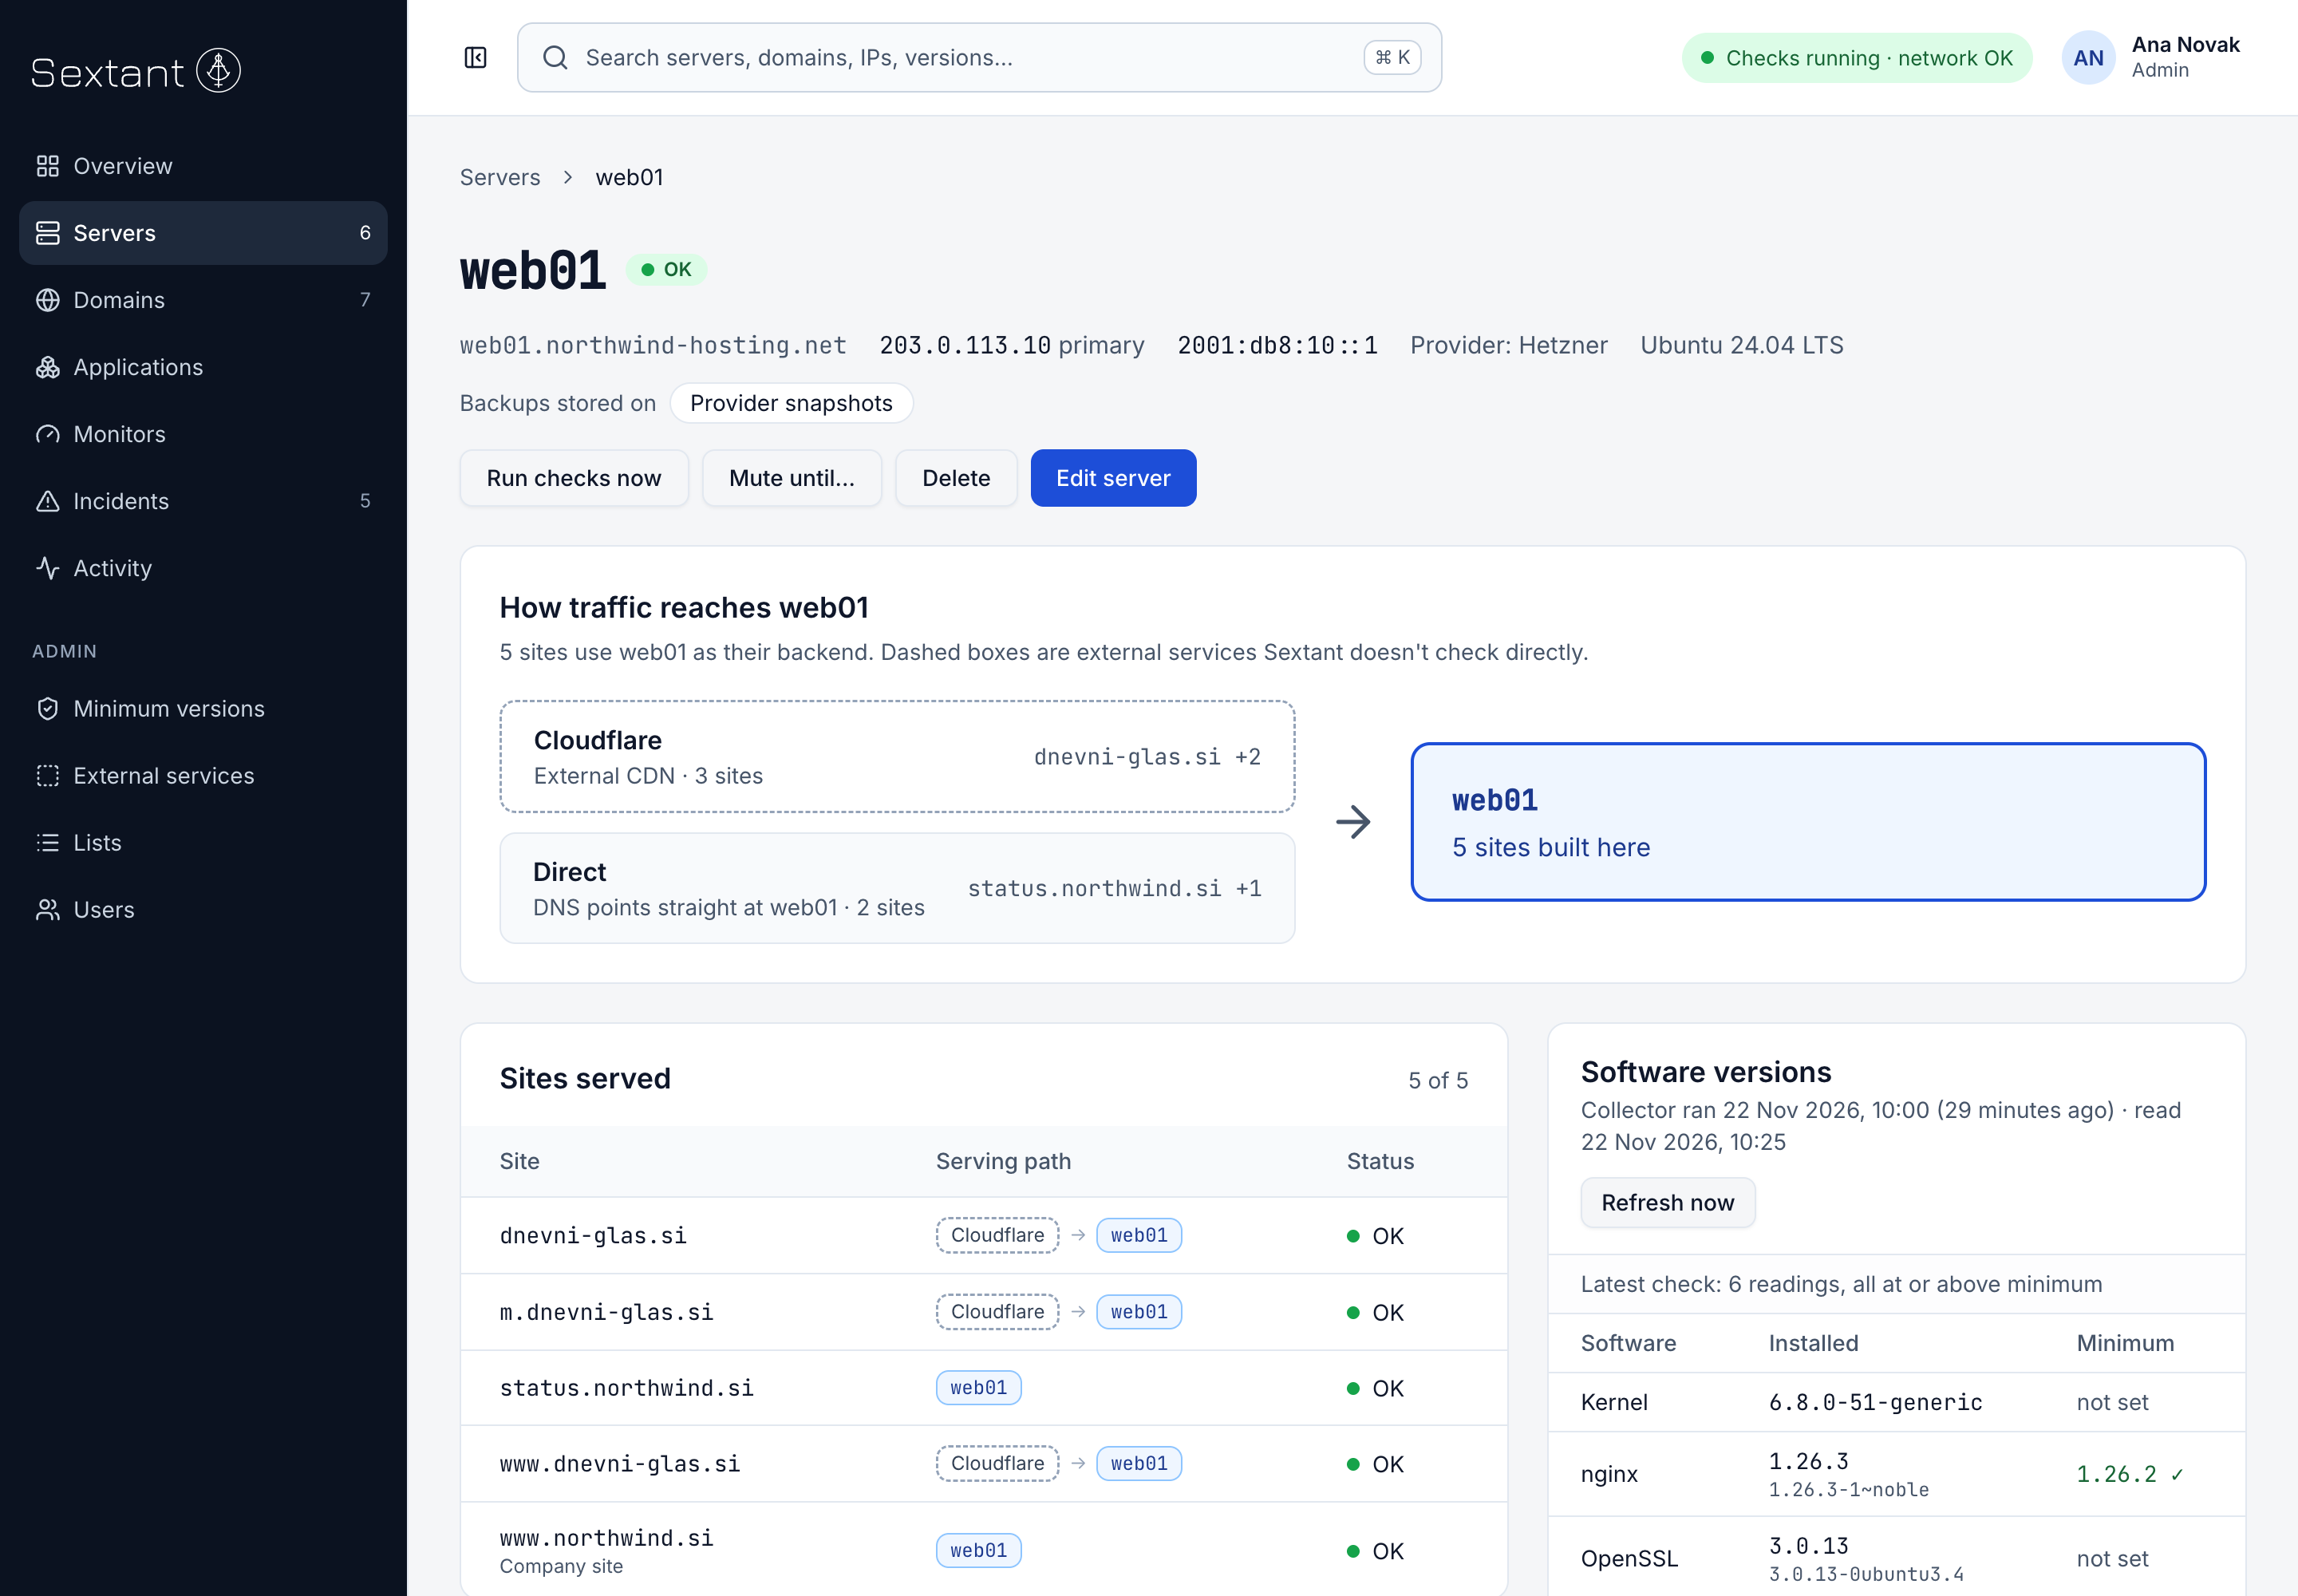 Sextant
Overview
Servers 6
Domains 7
Applications
Monitors
Incidents 5
Activity
ADMIN
Minimum versions
External services
Lists
Users
Search servers, domains, IPs, versions... ⌘ K
Checks running · network OK
AN
Ana Novak
Admin
Servers > web01
web01 OK
web01.northwind-hosting.net 203.0.113.10 primary 2001:db8:10::1 Provider: Hetzner Ubuntu 24.04 LTS
Backups stored on Provider snapshots
Run checks now Mute until... Delete Edit server
How traffic reaches web01
5 sites use web01 as their backend. Dashed boxes are external services Sextant doesn't check directly.
Cloudflare
External CDN · 3 sites
dnevni-glas.si +2
Direct
DNS points straight at web01 · 2 sites
status.northwind.si +1
→
web01
5 sites built here
Sites served 5 of 5
Site Serving path Status
dnevni-glas.si Cloudflare → web01 OK
m.dnevni-glas.si Cloudflare → web01 OK
status.northwind.si web01 OK
www.dnevni-glas.si Cloudflare → web01 OK
www.northwind.si web01 OK
Company site
Software versions
Collector ran 22 Nov 2026, 10:00 (29 minutes ago) · read
22 Nov 2026, 10:25
Refresh now
Latest check: 6 readings, all at or above minimum
Software Installed Minimum
Kernel 6.8.0-51-generic not set
nginx 1.26.3 1.26.2 ✓
1.26.3-1~noble
OpenSSL 3.0.13 not set
3.0.13-0ubuntu3.4